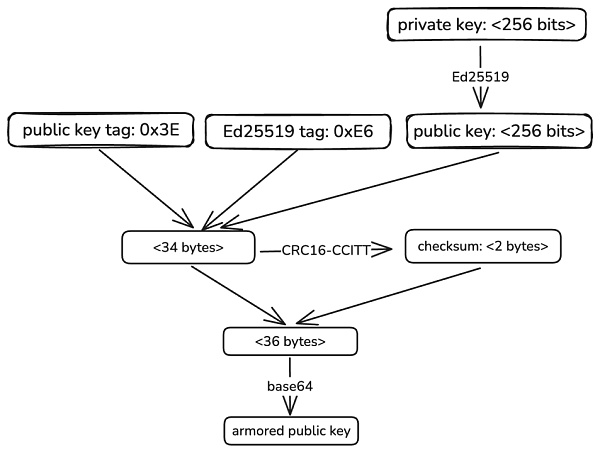 private key: <256 bits>
Ed25519
public key tag: 0x3E
Ed25519 tag: 0xE6
public key: <256 bits>
<34 bytes>
CRC16-CCITT
checksum: <2 bytes>
<36 bytes>
base64
armored public key